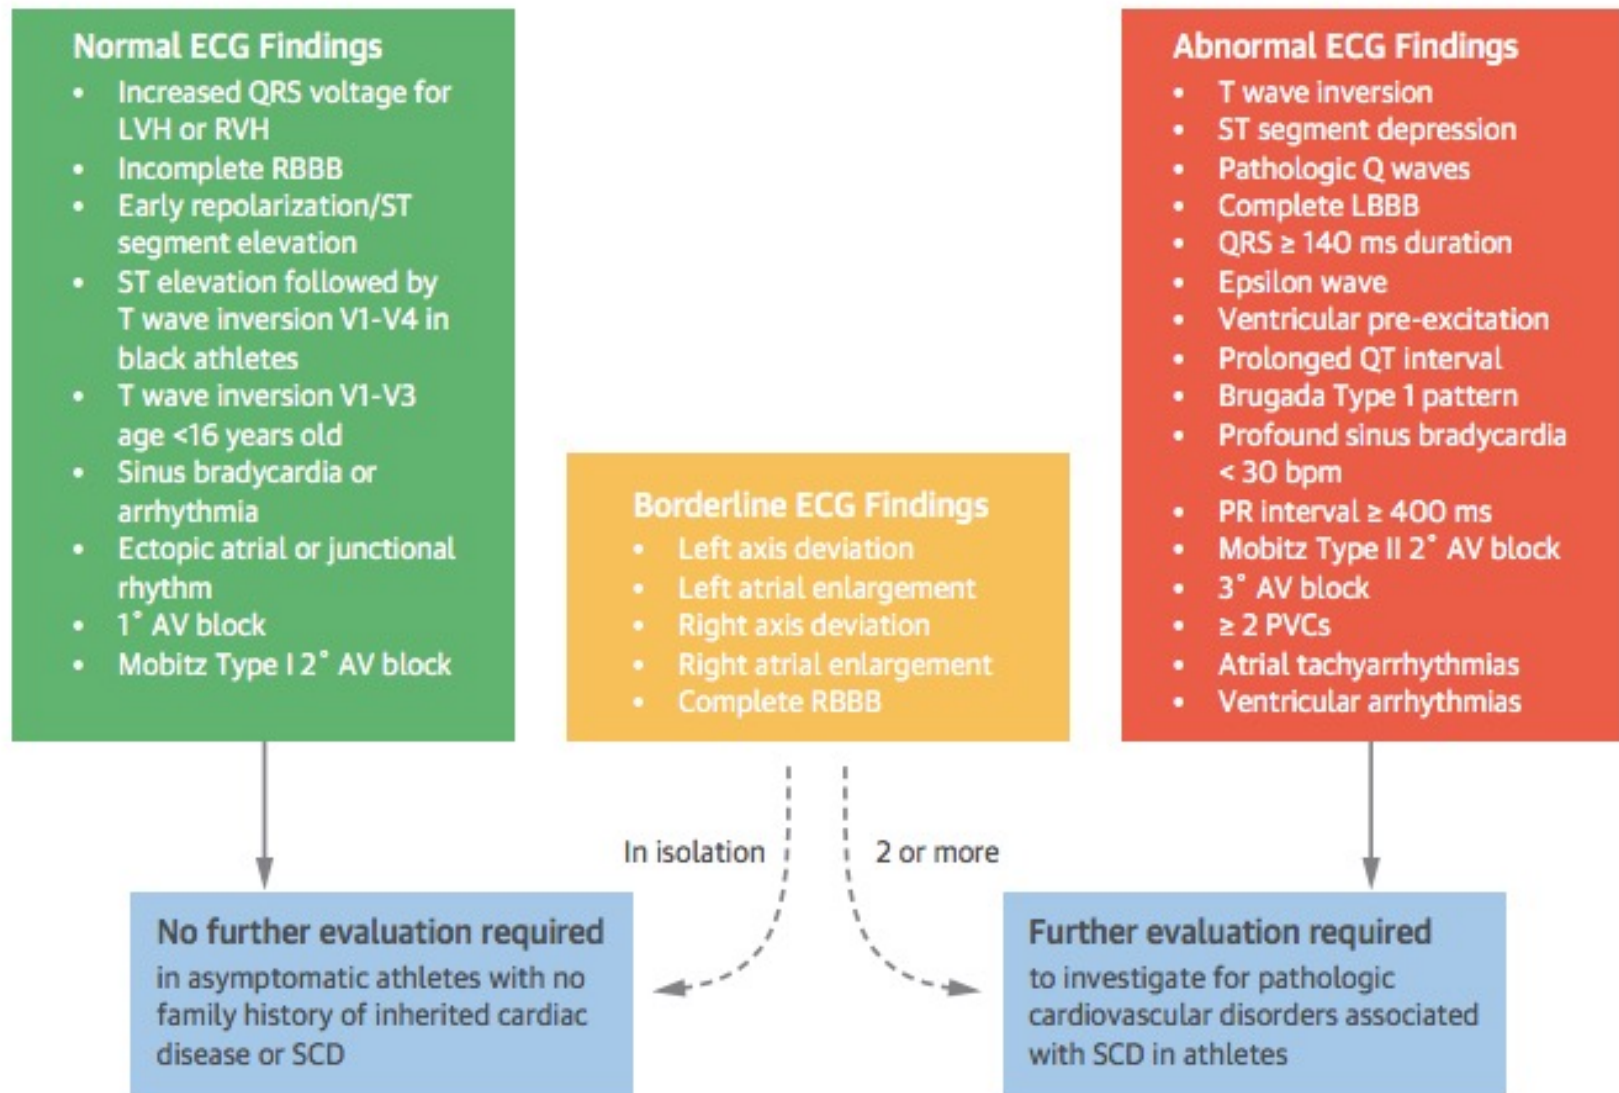 Normal ECG Findings
• Increased QRS voltage for
LVH or RVH
• Incomplete RBBB
• Early repolarization/ST
segment elevation
• ST elevation followed by
T wave inversion V1-V4 in
black athletes
• T wave inversion V1-V3
age <16 years old
• Sinus bradycardia or
arrhythmia
• Ectopic atrial or junctional
rhythm
• 1° AV block
• Mobitz Type I 2° AV block
Borderline ECG Findings
• Left axis deviation
• Left atrial enlargement
• Right axis deviation
• Right atrial enlargement
• Complete RBBB
Abnormal ECG Findings
• T wave inversion
• ST segment depression
• Pathologic Q waves
• Complete LBBB
• QRS ≥ 140 ms duration
• Epsilon wave
• Ventricular pre-excitation
• Prolonged QT interval
• Brugada Type 1 pattern
• Profound sinus bradycardia
< 30 bpm
• PR interval ≥ 400 ms
• Mobitz Type II 2° AV block
• 3° AV block
• ≥ 2 PVCs
• Atrial tachyarrhythmias
• Ventricular arrhythmias
In isolation
2 or more
No further evaluation required
in asymptomatic athletes with no
family history of inherited cardiac
disease or SCD
Further evaluation required
to investigate for pathologic
cardiovascular disorders associated
with SCD in athletes